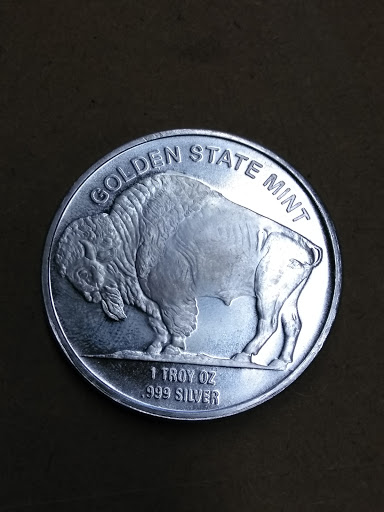 GOLDEN STATE MINT
1 TROY OZ
.999 SILVER